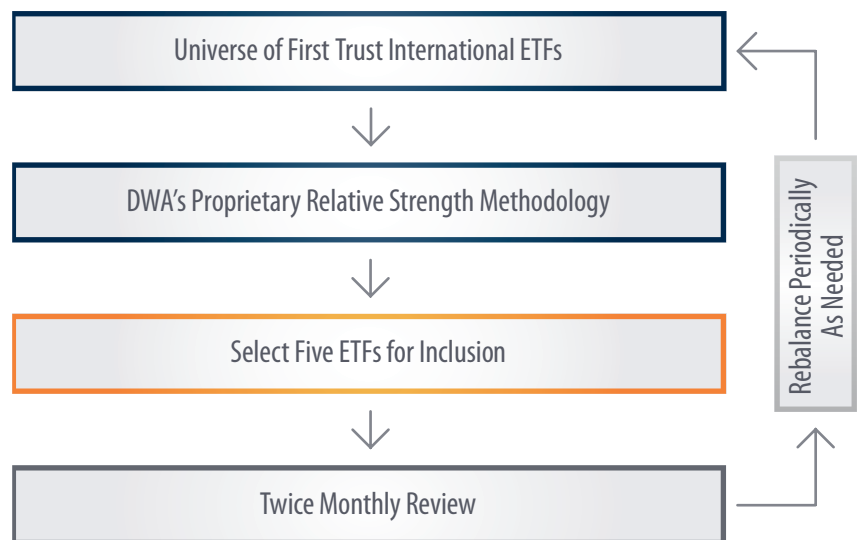 Universe of First Trust International ETFs
DWA's Proprietary Relative Strength Methodology
Select Five ETFs for Inclusion
Twice Monthly Review
Rebalance Periodically
As Needed